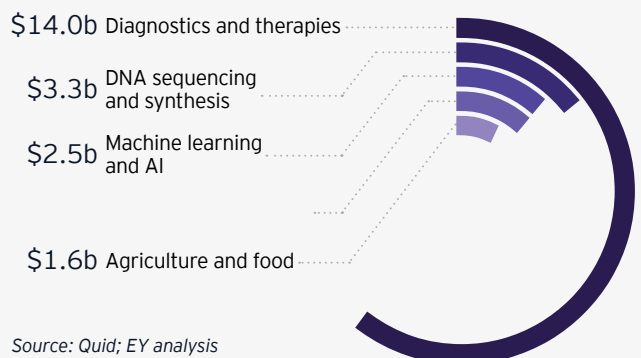 $14.0b Diagnostics and therapies
$3.3b DNA sequencing
and synthesis
$2.5b Machine learning
and AI
$1.6b Agriculture and food
Source: Quid; EY analysis